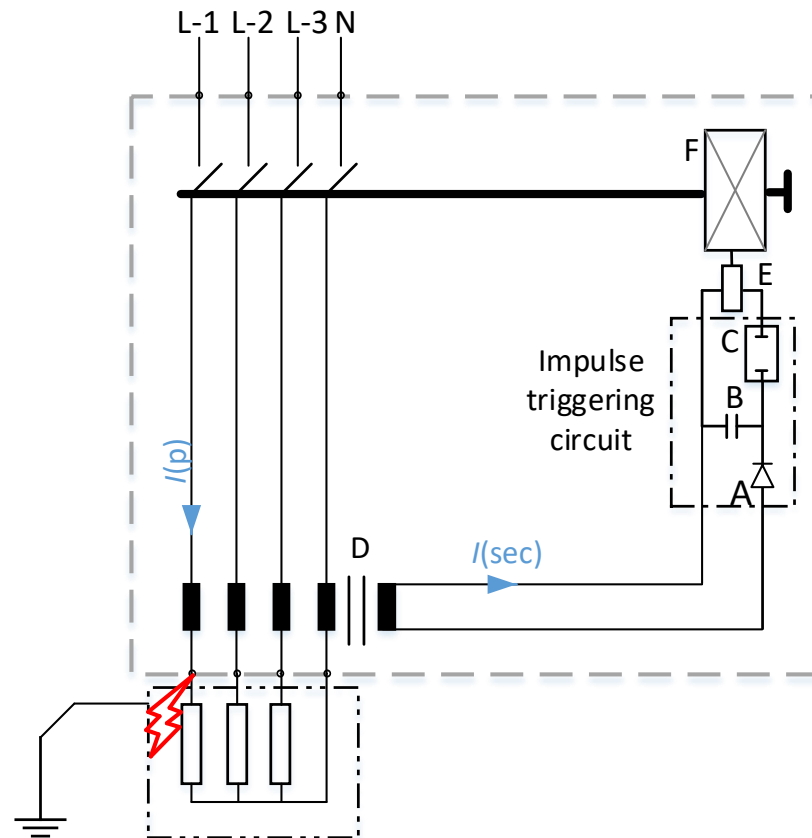 L-1 L-2 L-3 N
F
E
C
Impulse
triggering
circuit
B
A
I(d)
D
I(sec)